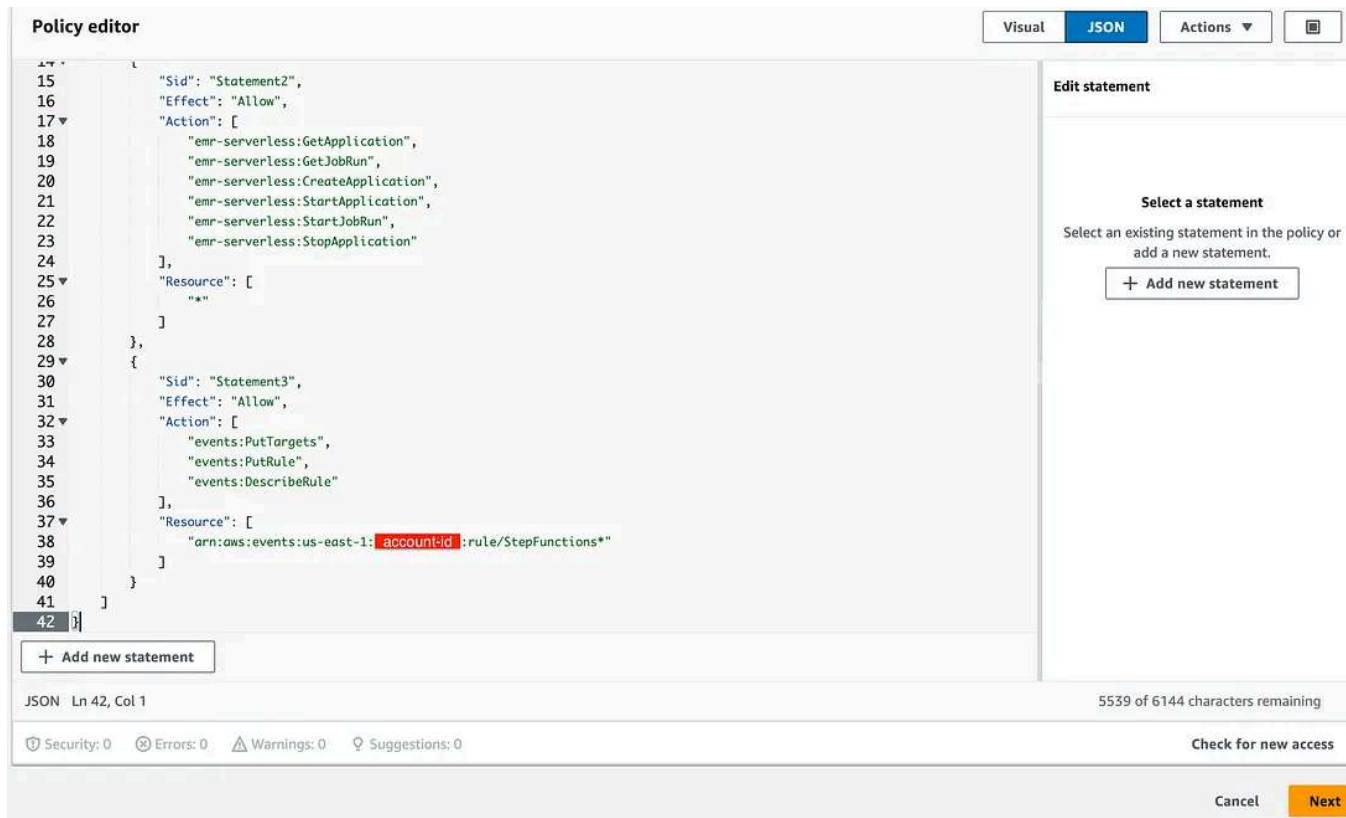 Policy editor
Visual
JSON
Actions
14
{
15 "Sid": "Statement2",
16 "Effect": "Allow",
17 "Action": [
18 "emr-serverless:GetApplication",
19 "emr-serverless:GetJobRun",
20 "emr-serverless:CreateApplication",
21 "emr-serverless:StartApplication",
22 "emr-serverless:StartJobRun",
23 "emr-serverless:StopApplication"
24 ],
25 "Resource": [
26 "*"
27 ]
28 },
29 {
30 "Sid": "Statement3",
31 "Effect": "Allow",
32 "Action": [
33 "events:PutTargets",
34 "events:PutRule",
35 "events:DescribeRule"
36 ],
37 "Resource": [
38 "arn:aws:events:us-east-1: account-id :rule/StepFunctions*"
39 ]
40 }
41 ]
42 }
+ Add new statement
Edit statement
Select a statement
Select an existing statement in the policy or
add a new statement.
+ Add new statement
JSON Ln 42, Col 1
5539 of 6144 characters remaining
Security: 0 Errors: 0 Warnings: 0 Suggestions: 0
Check for new access
Cancel
Next